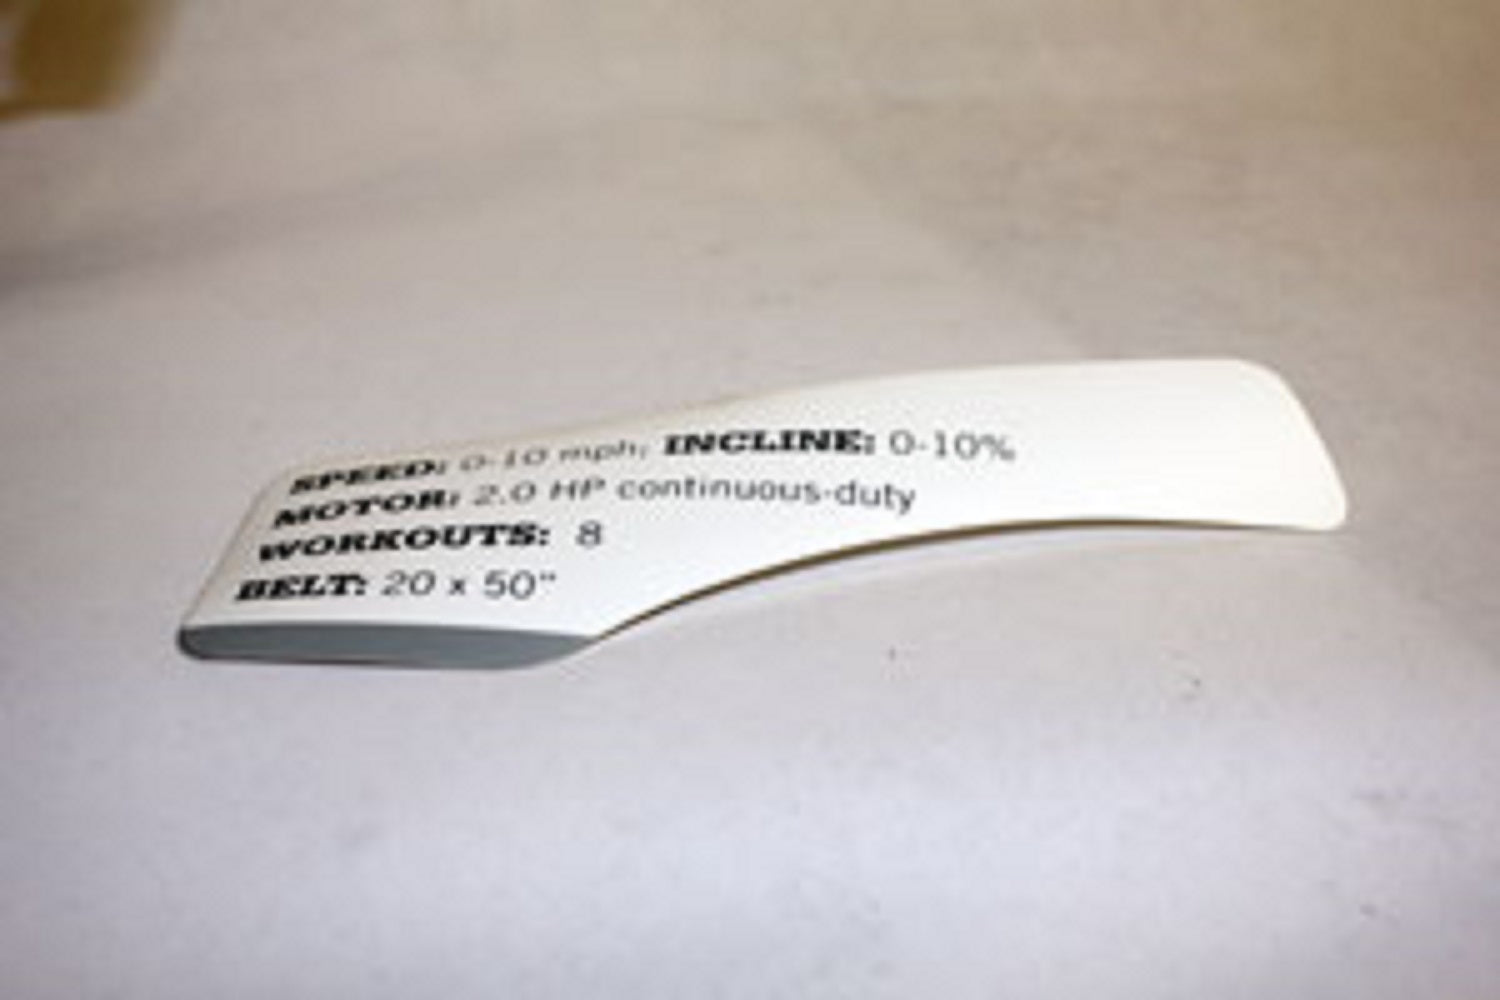 SPEED: 0-10 mph; INCLINE: 0-10%
MOTOR: 2.0 HP continuous-duty
WORKOUTS: 8
BELT: 20 x 50"